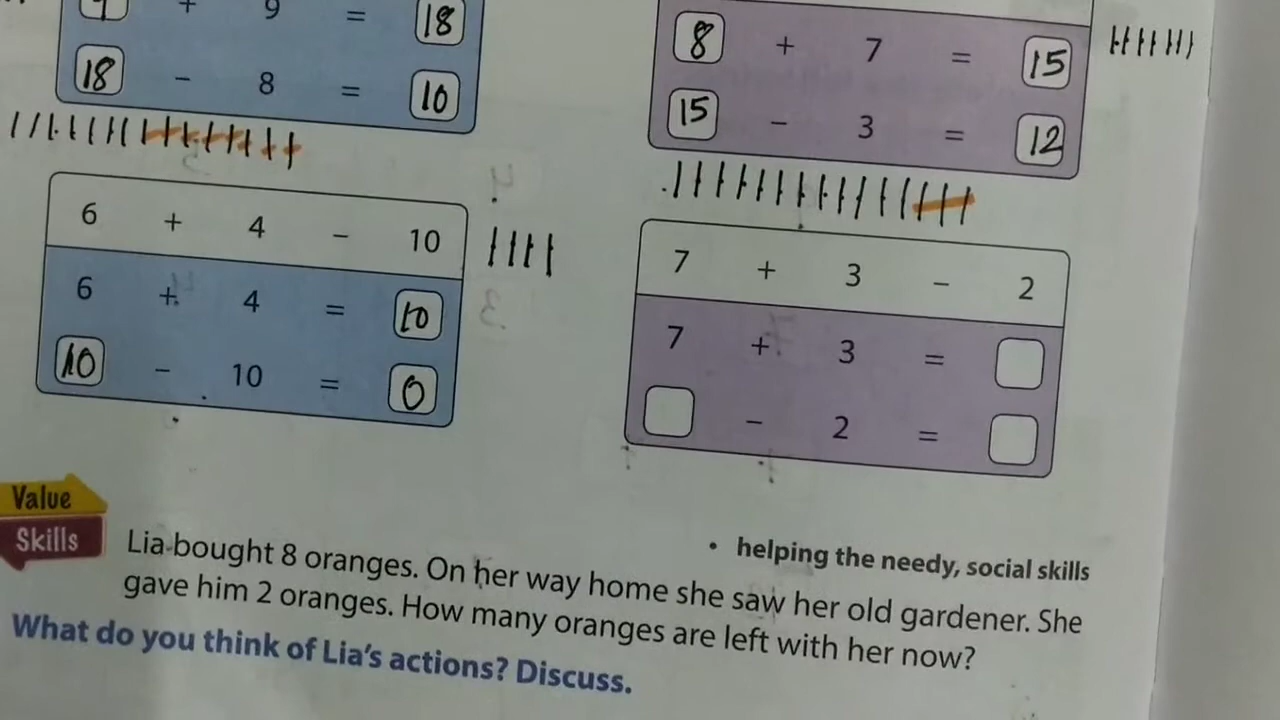 + 9 = 18
18 - 8 = 10
8 + 7 = 15
15 - 3 = 12
6 + 4 - 10
6 + 4 = 10
10 - 10 = 0
7 + 3 - 2
7 + 3 =
- 2 =
Value
Skills
• helping the needy, social skills
Lia bought 8 oranges. On her way home she saw her old gardener. She
gave him 2 oranges. How many oranges are left with her now?
What do you think of Lia's actions? Discuss.